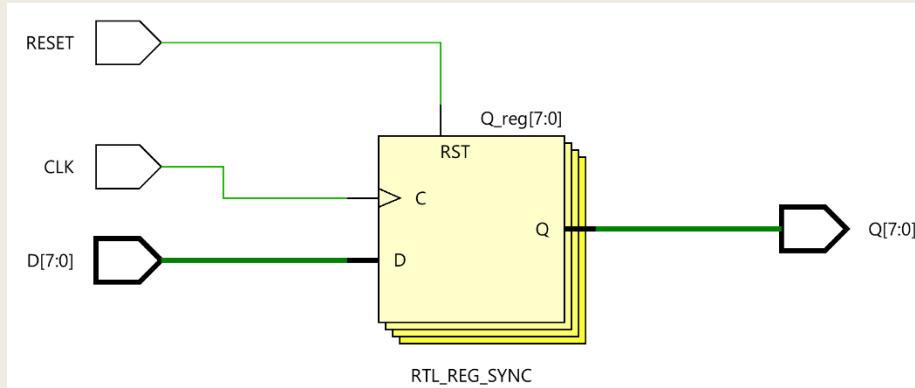 RESET
Q_reg[7:0]
RST
CLK
C
Q
Q[7:0]
D[7:0]
D
RTL_REG_SYNC